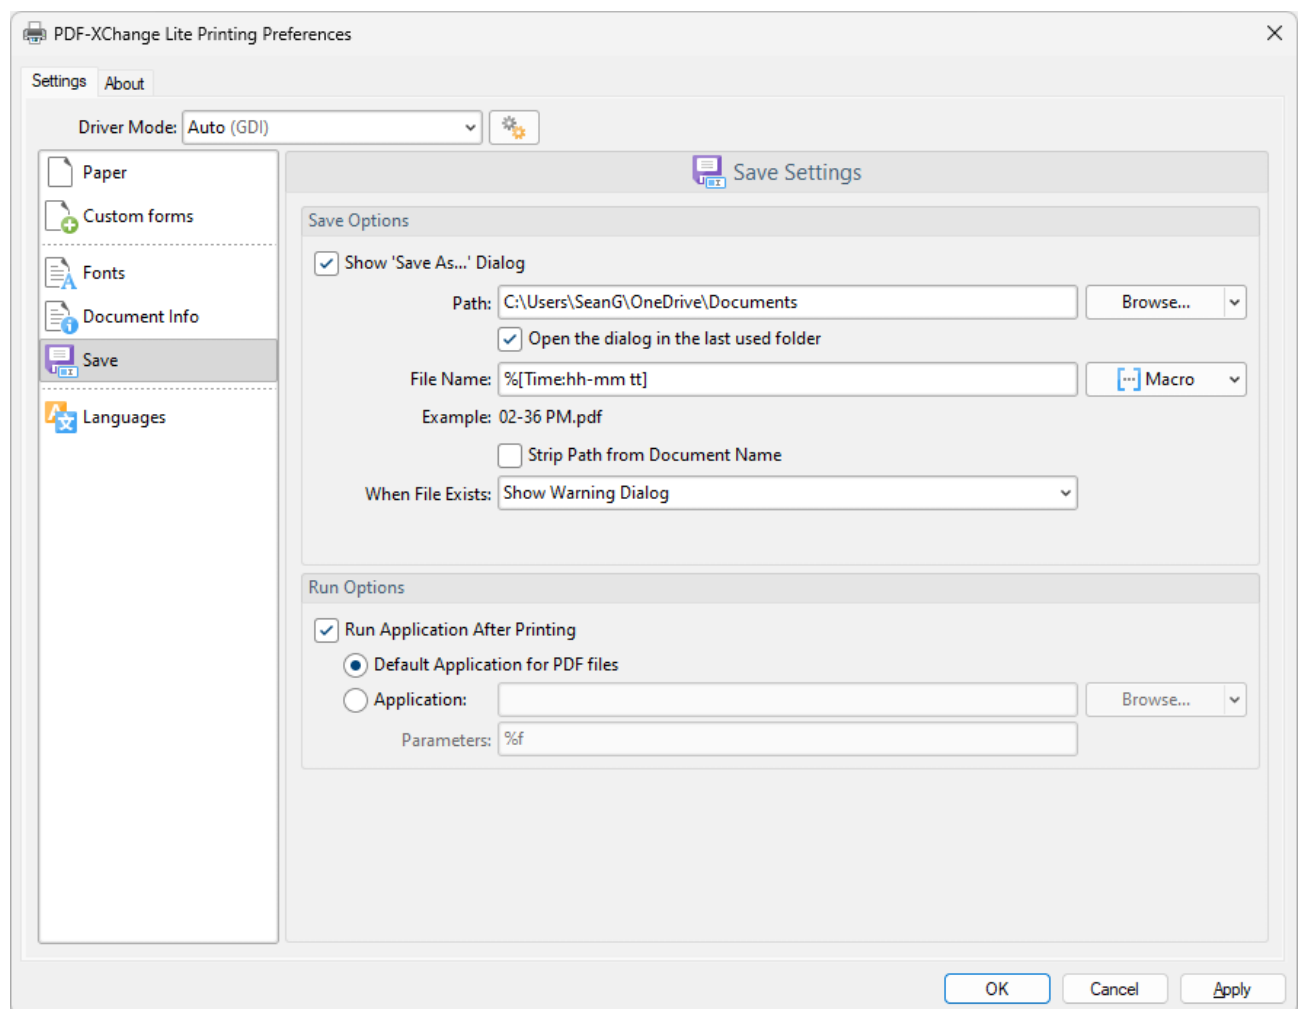 PDF-XChange Lite Printing Preferences
Settings About
Driver Mode: Auto (GDI)
Paper
Custom forms
Fonts
Document Info
Save
Languages
Save Settings
Save Options
Show 'Save As...' Dialog
Path: C:\Users\SeanG\OneDrive\Documents Browse...
Open the dialog in the last used folder
File Name: %[Time:hh-mm tt] [···] Macro
Example: 02-36 PM.pdf
Strip Path from Document Name
When File Exists: Show Warning Dialog
Run Options
Run Application After Printing
Default Application for PDF files
Application: Browse...
Parameters: %f
OK Cancel Apply